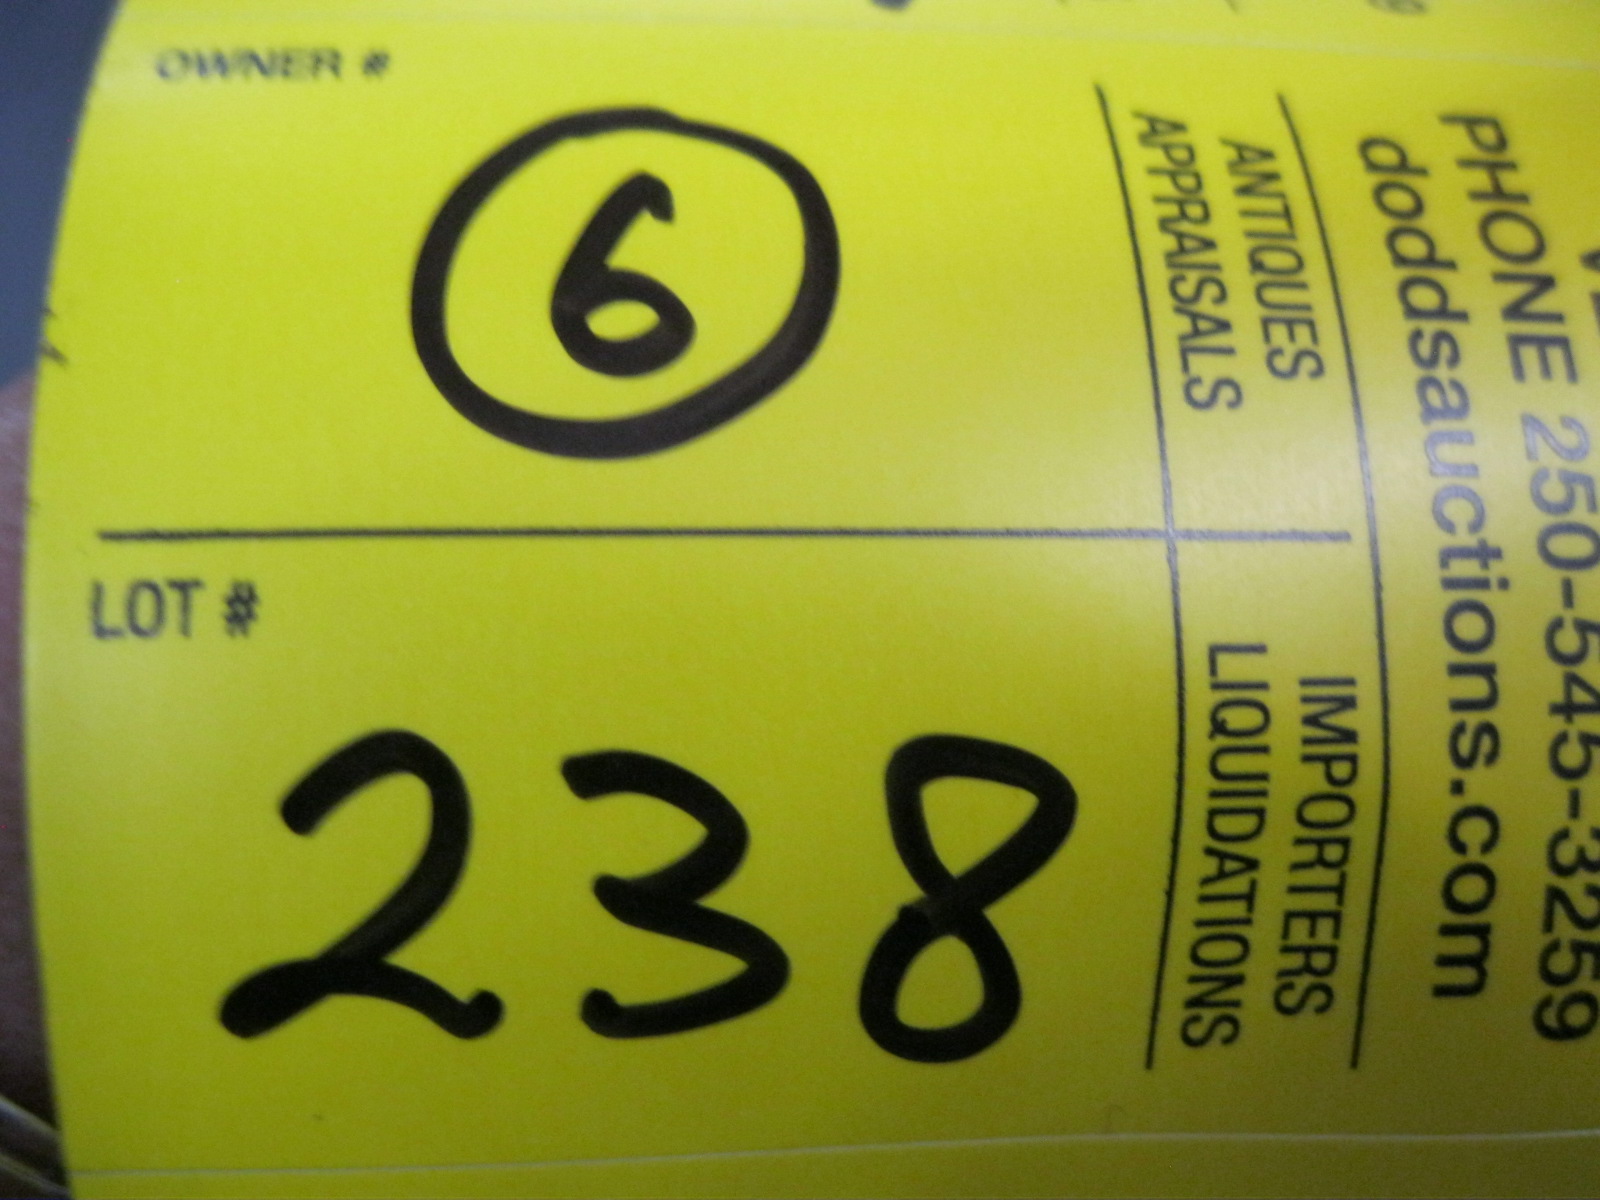 OWNER #
6
LOT #
238
PHONE 250-545-3259
doddsauctions.com
ANTIQUES
APPRAISALS
IMPORTERS
LIQUIDATIONS